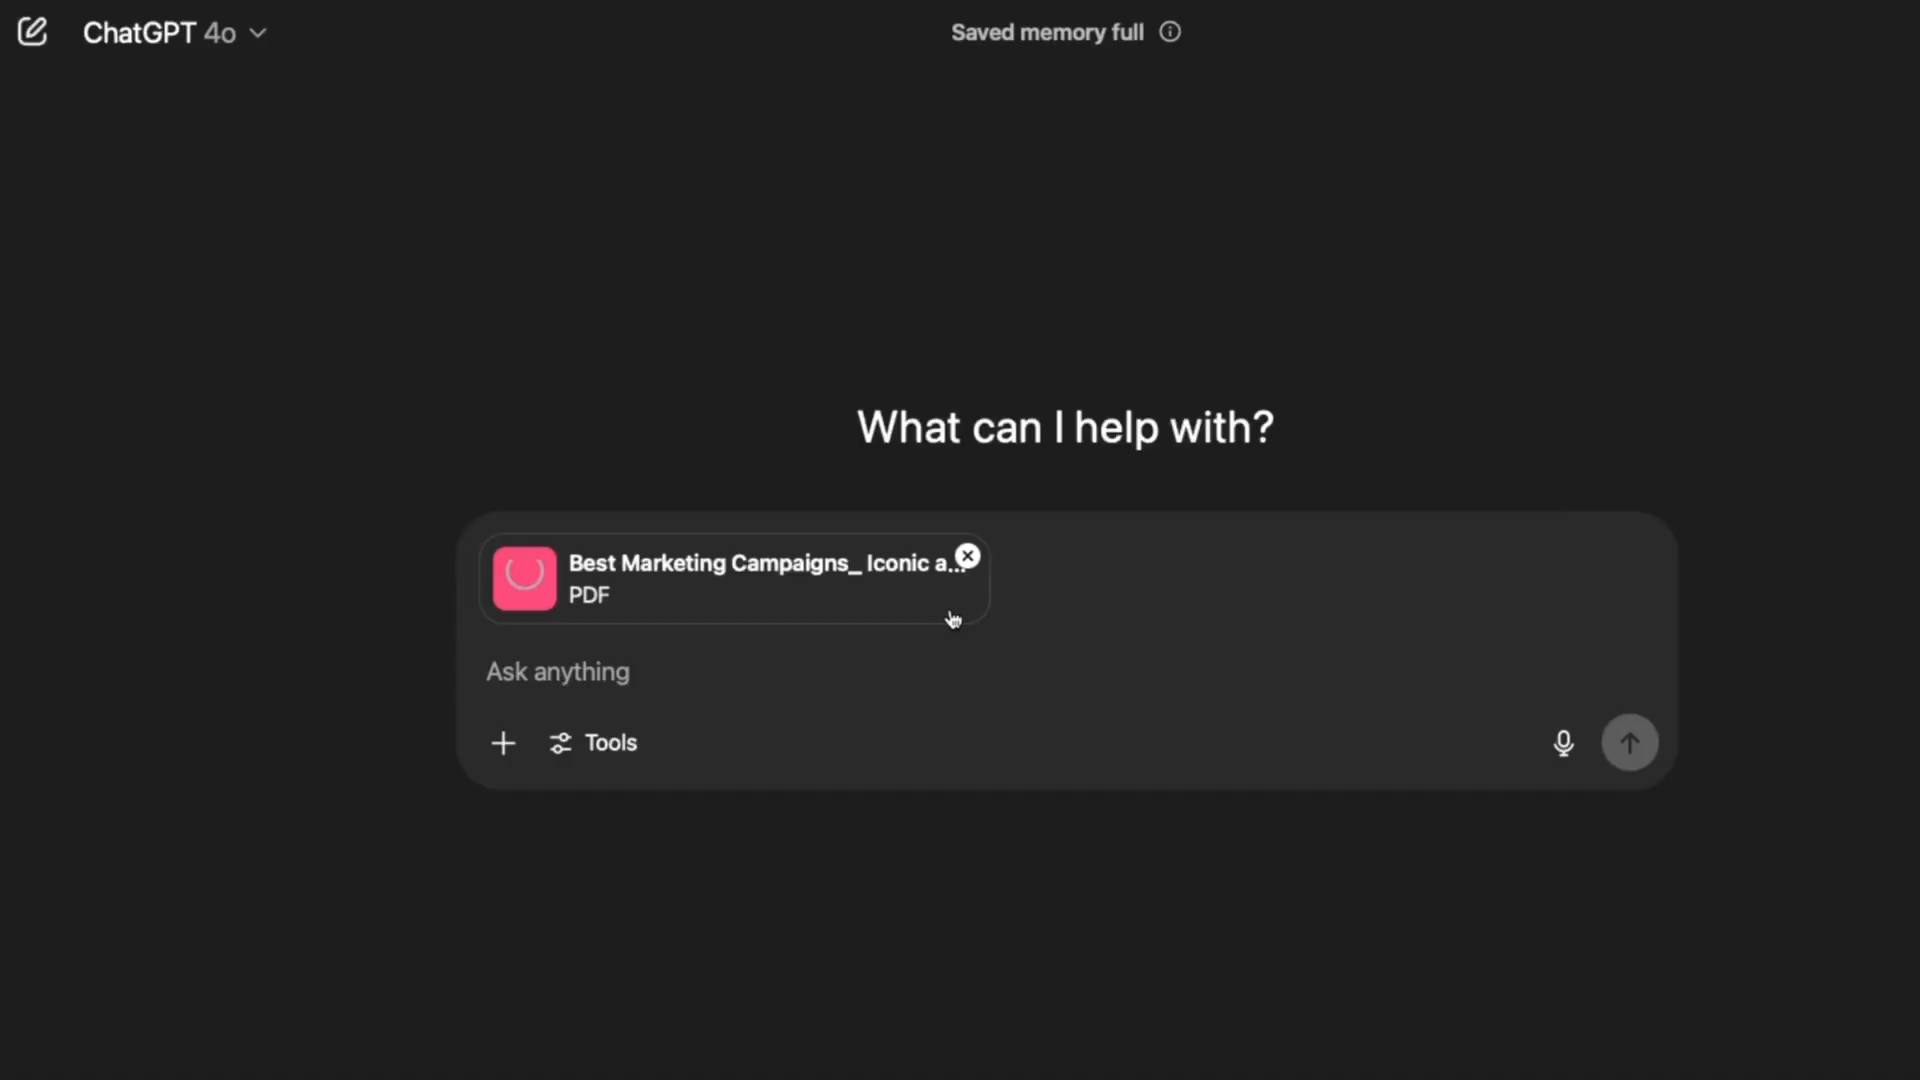 ChatGPT 4o
Saved memory full
What can I help with?
Best Marketing Campaigns_ Iconic a...
PDF
Ask anything
Tools